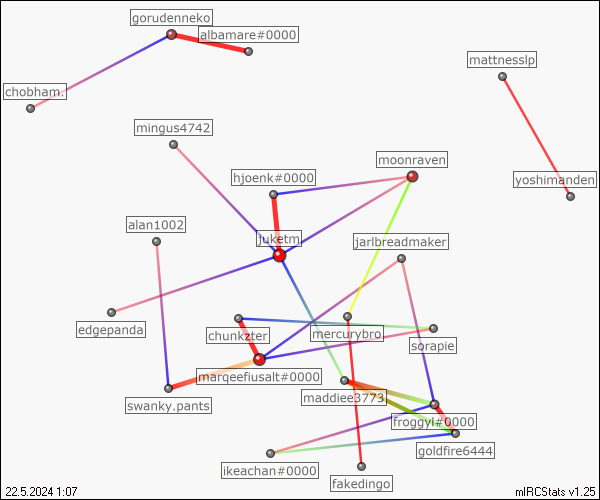 gorudenneko
albamare#0000
mattnesslp
chobham.
mingus4742
moonraven
hjoenk#0000
yoshimanden
alan1002
juketm
jarlbreadmaker
edgepanda
chunkzter
mercurybro
sorapie
marqeefiusalt#0000
maddiee3773
swanky.pants
froggyl#0000
goldfire6444
ikeachan#0000
fakedingo
22.5.2024 1:07
mIRCStats v1.25